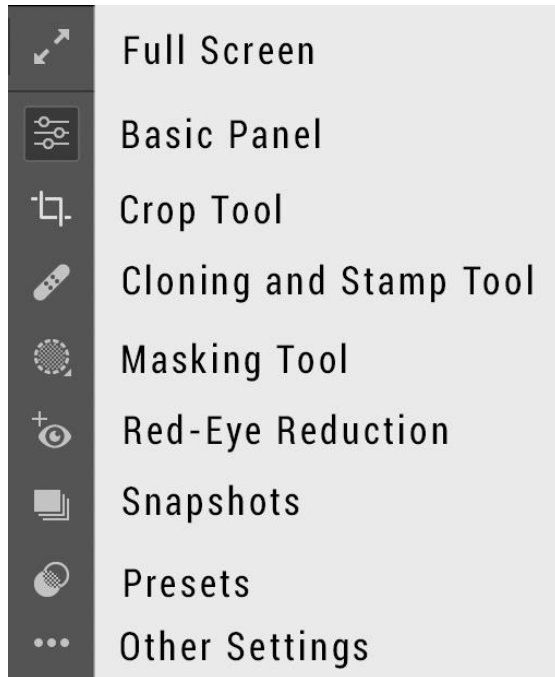 Full Screen
Basic Panel
Crop Tool
Cloning and Stamp Tool
Masking Tool
Red-Eye Reduction
Snapshots
Presets
Other Settings